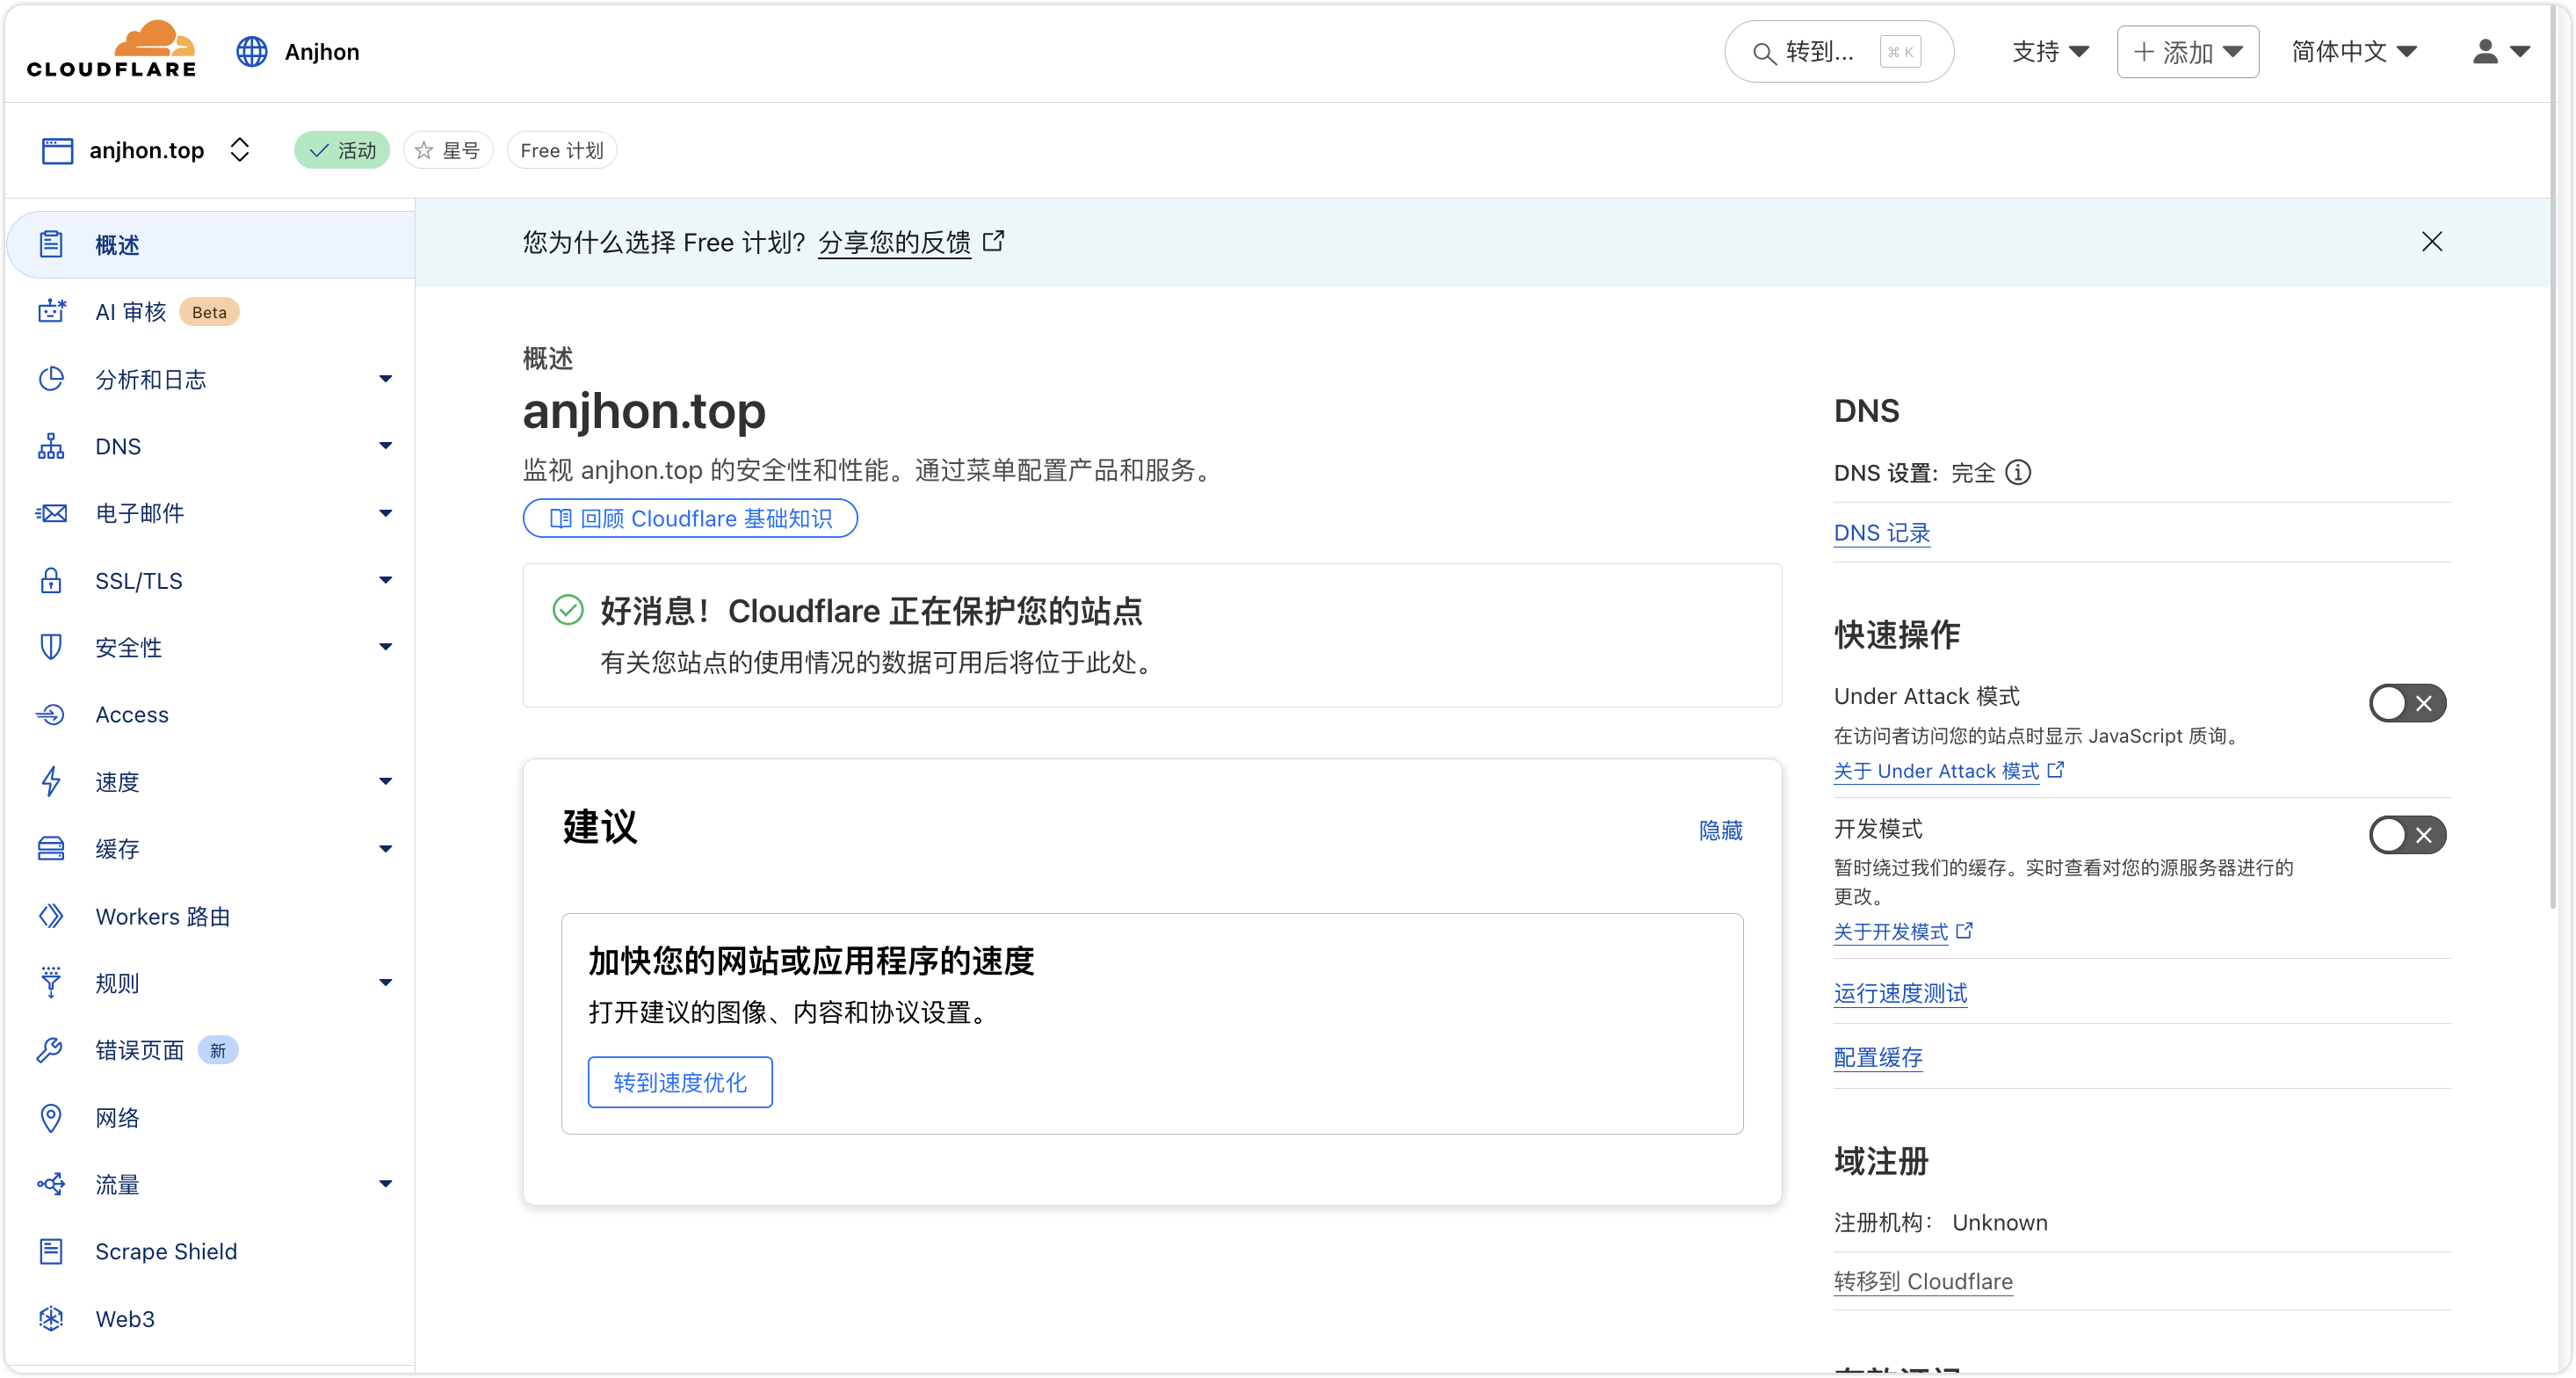 CLOUDFLARE
Anjhon
转到...
⌘ K
支持
添加
简体中文
anjhon.top
活动
星号
Free 计划
概述
AI 审核 Beta
分析和日志
DNS
电子邮件
SSL/TLS
安全性
Access
速度
缓存
Workers 路由
规则
错误页面 新
网络
流量
Scrape Shield
Web3
您为什么选择 Free 计划? 分享您的反馈
概述
anjhon.top
监视 anjhon.top 的安全性和性能。通过菜单配置产品和服务。
回顾 Cloudflare 基础知识
好消息！Cloudflare 正在保护您的站点
有关您站点的使用情况的数据可用后将位于此处。
建议
隐藏
加快您的网站或应用程序的速度
打开建议的图像、内容和协议设置。
转到速度优化
DNS
DNS 设置: 完全
DNS 记录
快速操作
Under Attack 模式
在访问者访问您的站点时显示 JavaScript 质询。
关于 Under Attack 模式
开发模式
暂时绕过我们的缓存。实时查看对您的源服务器进行的
更改。
关于开发模式
运行速度测试
配置缓存
域注册
注册机构： Unknown
转移到 Cloudflare